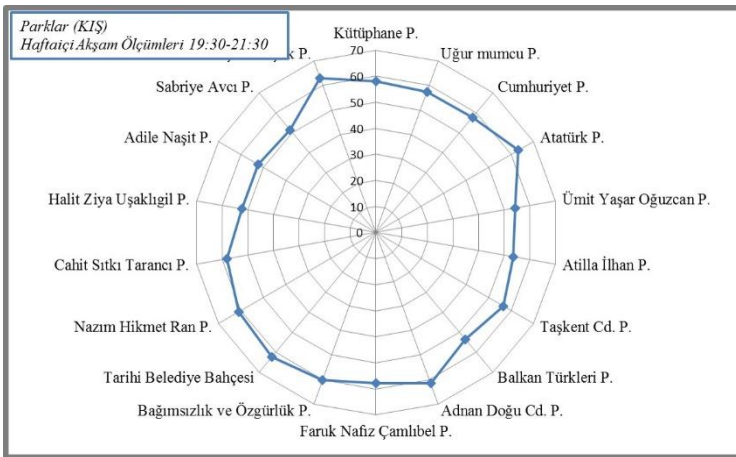 Parklar (KIŞ)
Haftaiçi Akşam Ölçümleri 19:30-21:30
Kütüphane P.
Uğur mumcu P.
Cumhuriyet P.
Atatürk P.
Ümit Yaşar Oğuzcan P.
Atilla İlhan P.
Taşkent Cd. P.
Balkan Türkleri P.
Adnan Doğu Cd. P.
Faruk Nafiz Çamlıbel P.
Bağımsızlık ve Özgürlük P.
Tarihi Belediye Bahçesi
Nazım Hikmet Ran P.
Cahit Sıtkı Tarancı P.
Halit Ziya Uşaklıgil P.
Adile Naşit P.
Sabriye Avcı P.
P.
70
60
50
40
30
20
10
0